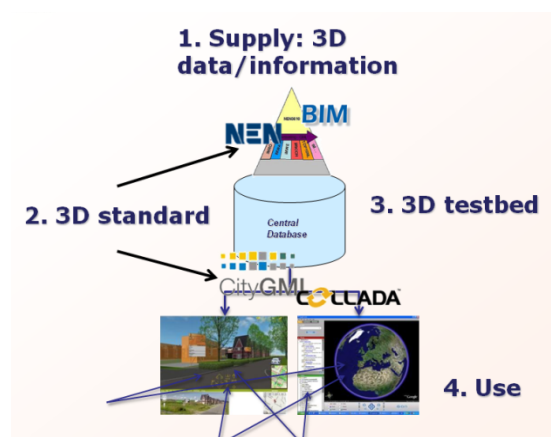 1. Supply: 3D
data/information
BIM
NEN
2. 3D standard
3. 3D testbed
Central
Database
CityGML
COLLADA
4. Use
Google